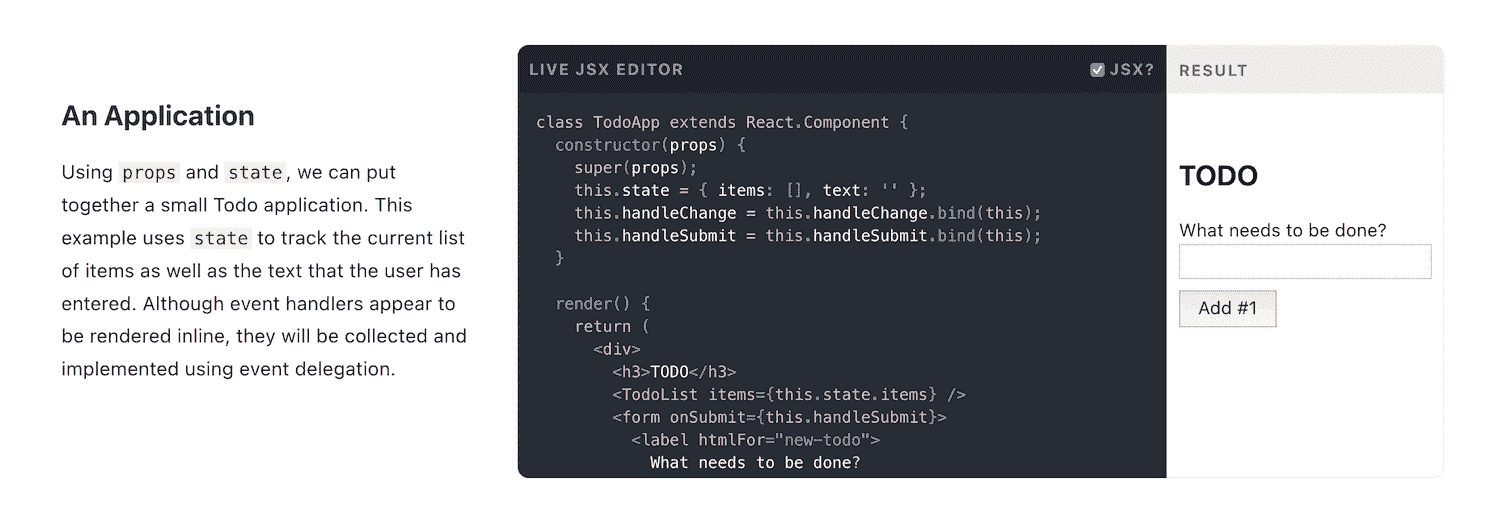 An Application
Using props and state, we can put
together a small Todo application. This
example uses state to track the current list
of items as well as the text that the user has
entered. Although event handlers appear to
be rendered inline, they will be collected and
implemented using event delegation.
LIVE JSX EDITOR
JSX?
class TodoApp extends React.Component {
  constructor(props) {
    super(props);
    this.state = { items: [], text: '' };
    this.handleChange = this.handleChange.bind(this);
    this.handleSubmit = this.handleSubmit.bind(this);
  }
  render() {
    return (
      <div>
        <h3>TODO</h3>
        <TodoList items={this.state.items} />
        <form onSubmit={this.handleSubmit}>
          <label htmlFor="new-todo">
            What needs to be done?
RESULT
TODO
What needs to be done?
Add #1